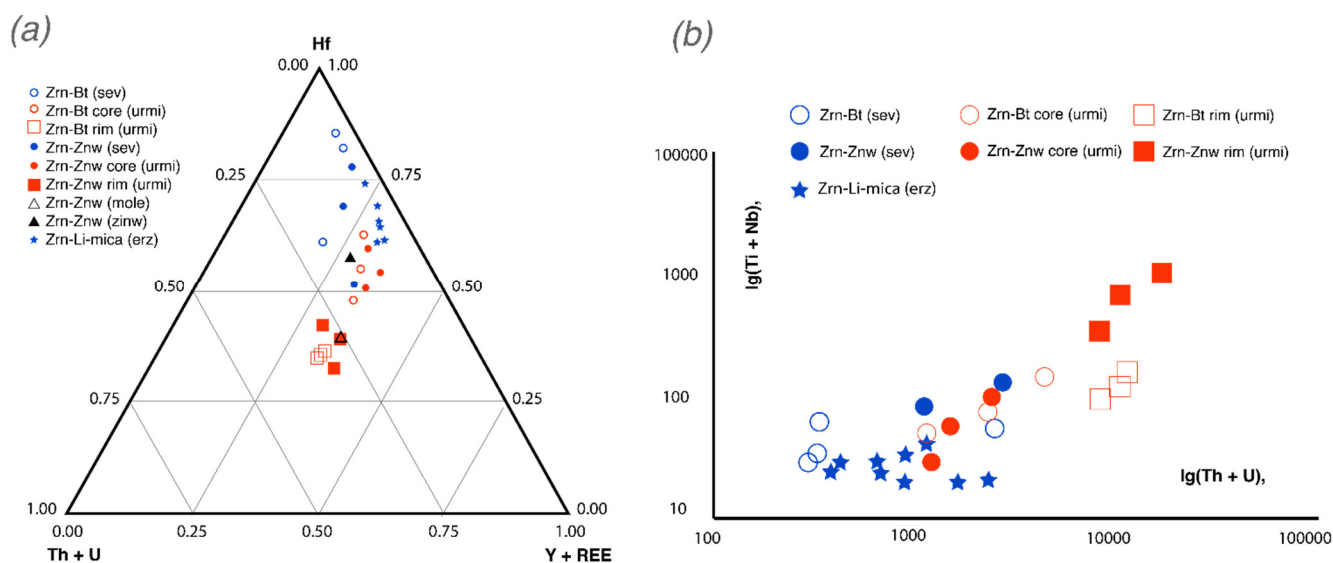 (a)
Hf
0.00 1.00
Zrn-Bt (sev)
Zrn-Bt core (urmi)
Zrn-Bt rim (urmi)
Zrn-Znw (sev)
Zrn-Znw core (urmi)
Zrn-Znw rim (urmi)
Zrn-Znw (mole)
Zrn-Znw (zinw)
Zrn-Li-mica (erz)
0.25 0.75
0.50 0.50
0.75 0.25
1.00 0.00
0.00 0.25 0.50 0.75 1.00
Th + U Y + REE
(b)
Zrn-Bt (sev) Zrn-Bt core (urmi) Zrn-Bt rim (urmi)
Zrn-Znw (sev) Zrn-Znw core (urmi) Zrn-Znw rim (urmi)
Zrn-Li-mica (erz)
lg(Ti + Nb),
100000
1000
100
10
lg(Th + U),
100 1000 10000 100000